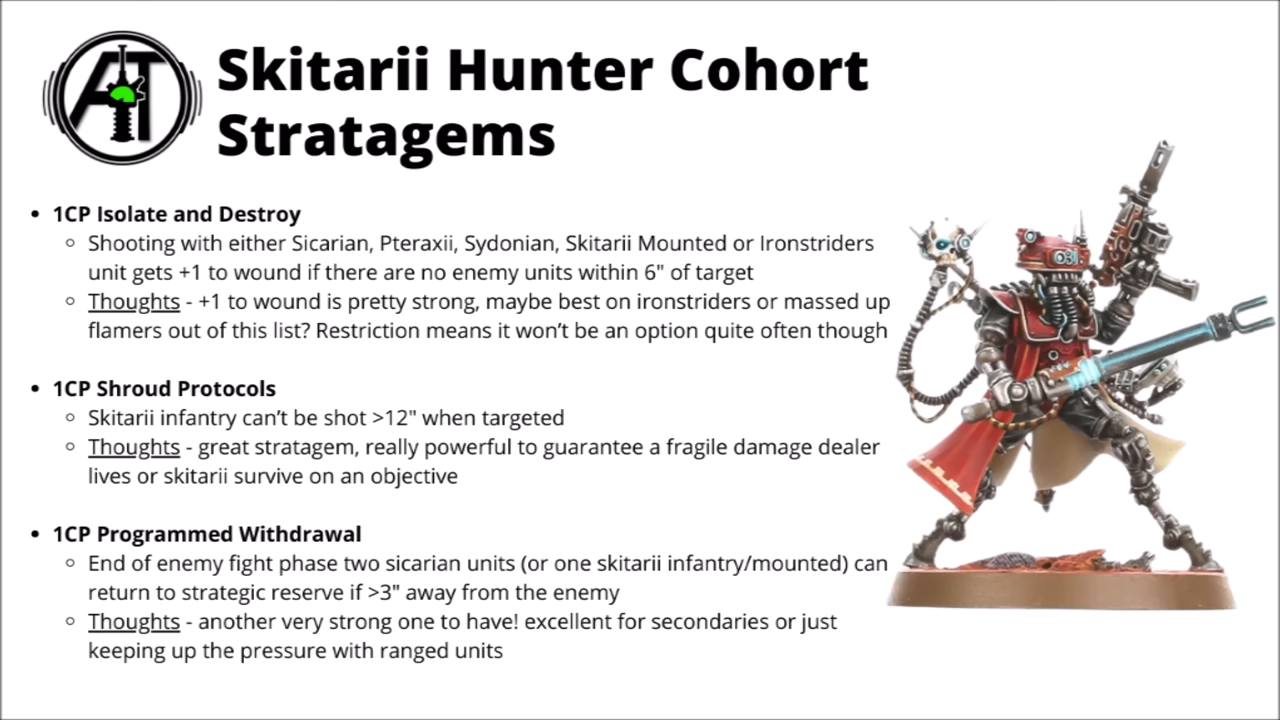 AT
Skitarii Hunter Cohort
Stratagems
• 1CP Isolate and Destroy
◦ Shooting with either Sicarian, Pteraxii, Sydonian, Skitarii Mounted or Ironstriders
unit gets +1 to wound if there are no enemy units within 6" of target
◦ Thoughts - +1 to wound is pretty strong, maybe best on ironstriders or massed up
flamers out of this list? Restriction means it won’t be an option quite often though
• 1CP Shroud Protocols
◦ Skitarii infantry can’t be shot >12" when targeted
◦ Thoughts - great stratagem, really powerful to guarantee a fragile damage dealer
lives or skitarii survive on an objective
• 1CP Programmed Withdrawal
◦ End of enemy fight phase two sicarian units (or one skitarii infantry/mounted) can
return to strategic reserve if >3" away from the enemy
◦ Thoughts - another very strong one to have! excellent for secondaries or just
keeping up the pressure with ranged units